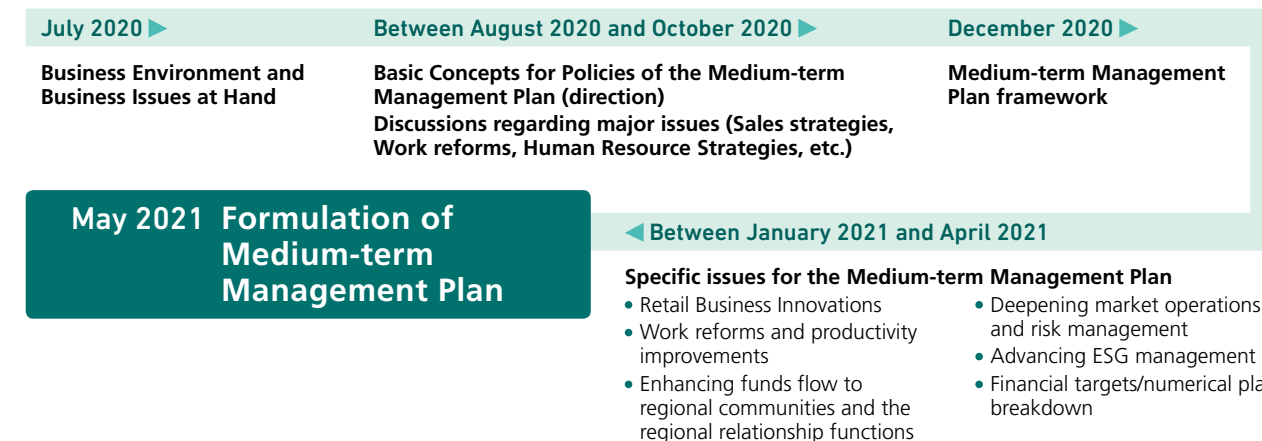 July 2020 ▶
Business Environment and
Business Issues at Hand
Between August 2020 and October 2020 ▶
Basic Concepts for Policies of the Medium-term
Management Plan (direction)
Discussions regarding major issues (Sales strategies,
Work reforms, Human Resource Strategies, etc.)
December 2020 ▶
Medium-term Management
Plan framework
◀ Between January 2021 and April 2021
Specific issues for the Medium-term Management Plan
• Retail Business Innovations
• Work reforms and productivity
improvements
• Enhancing funds flow to
regional communities and the
regional relationship functions
• Deepening market operations
and risk management
• Advancing ESG management
• Financial targets/numerical
breakdown
May 2021 Formulation of
Medium-term
Management Plan